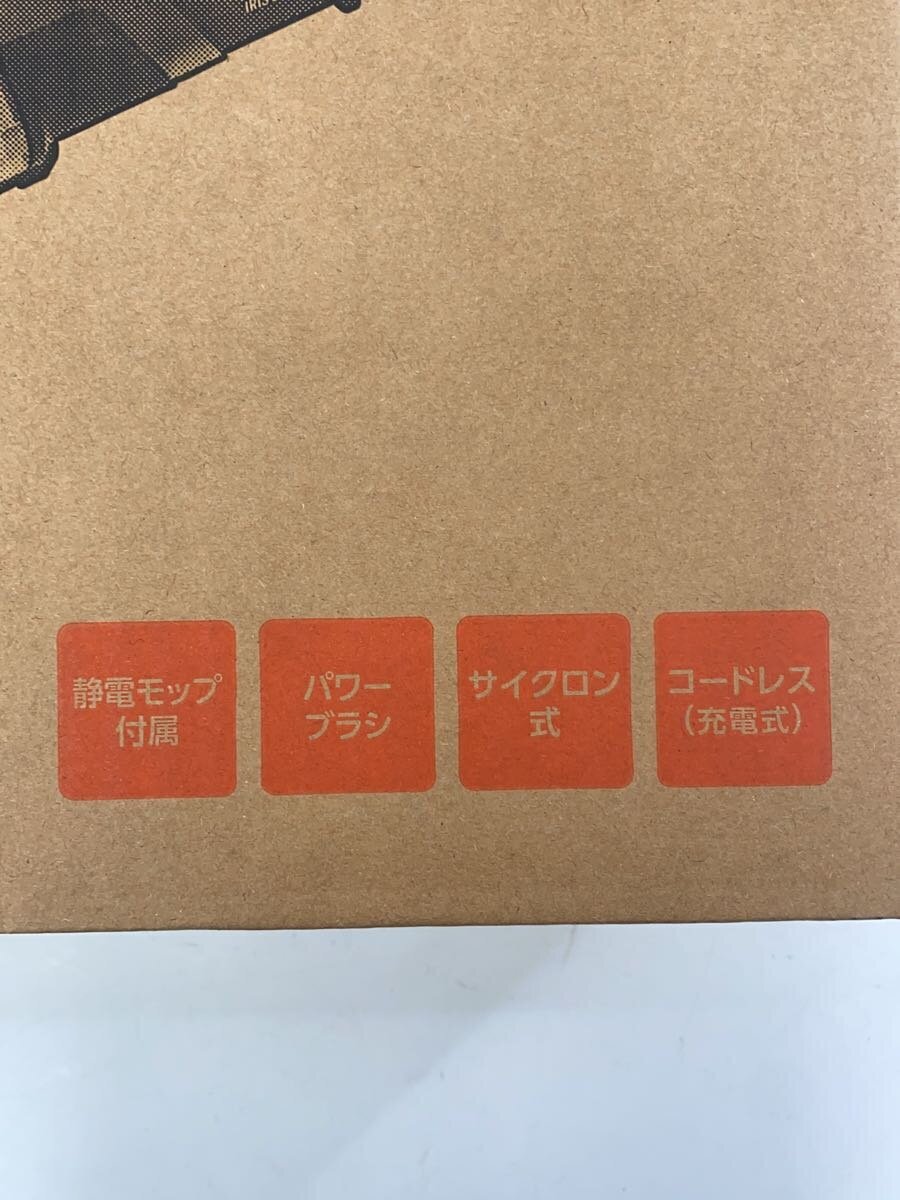 IRIS
静電モップ
付属
パワー
ブラシ
サイクロン
式
コードレス
(充電式)